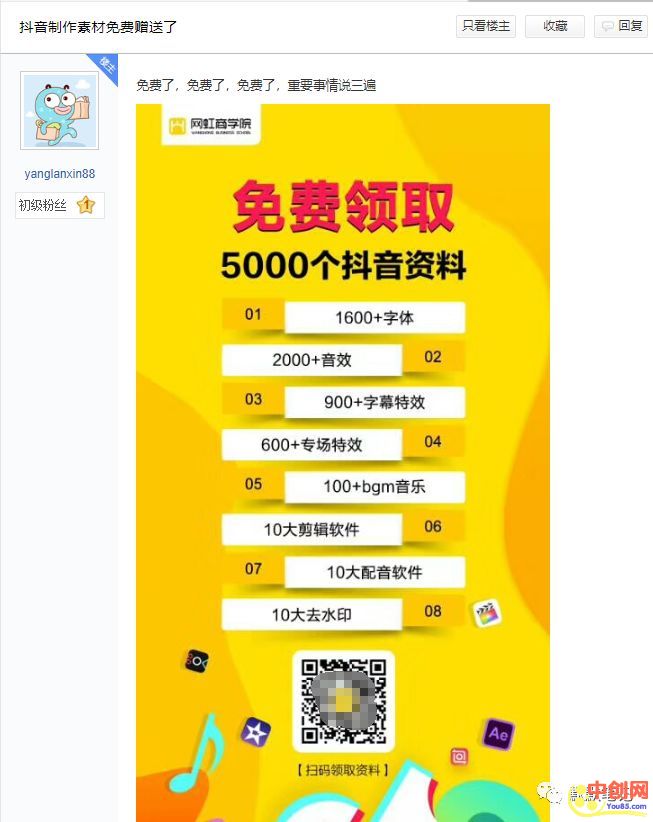 抖音制作素材免费赠送了
只看楼主
收藏
回复
楼主
免费了，免费了，免费了，重要事情说三遍
yanglanxin88
初级粉丝 1
网虹商学院
WANGHONG BUSINESS SCHOOL
免费领取
5000个抖音资料
01 1600+字体
2000+音效 02
03 900+字幕特效
600+专场特效 04
05 100+bgm音乐
10大剪辑软件 06
07 10大配音软件
10大去水印 08
Ae
【扫码领取资料】
中创网
You85.com